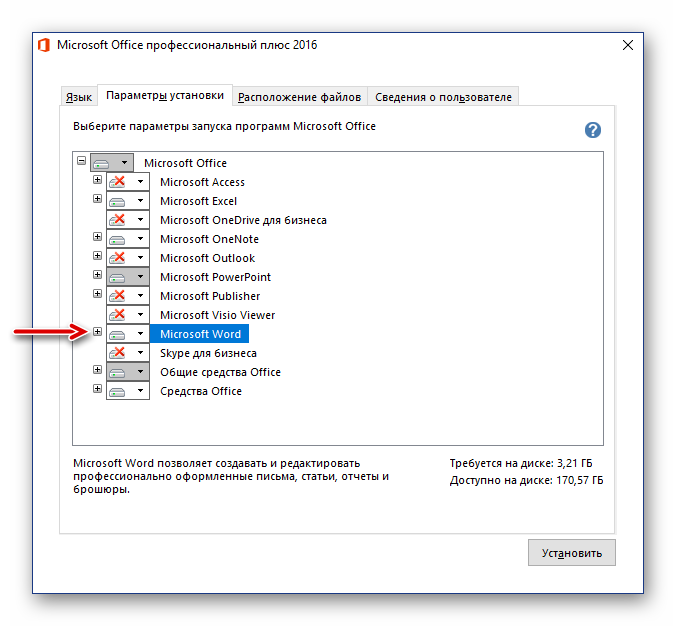 Microsoft Office профессиональный плюс 2016
Язык
Параметры установки
Расположение файлов
Сведения о пользователе
Выберите параметры запуска программ Microsoft Office
?
Microsoft Office
Microsoft Access
Microsoft Excel
Microsoft OneDrive для бизнеса
Microsoft OneNote
Microsoft Outlook
Microsoft PowerPoint
Microsoft Publisher
Microsoft Visio Viewer
Microsoft Word
Skype для бизнеса
Общие средства Office
Средства Office
Microsoft Word позволяет создавать и редактировать
профессионально оформленные письма, статьи, отчеты и
брошюры.
Требуется на диске: 3,21 ГБ
Доступно на диске: 170,57 ГБ
Установить